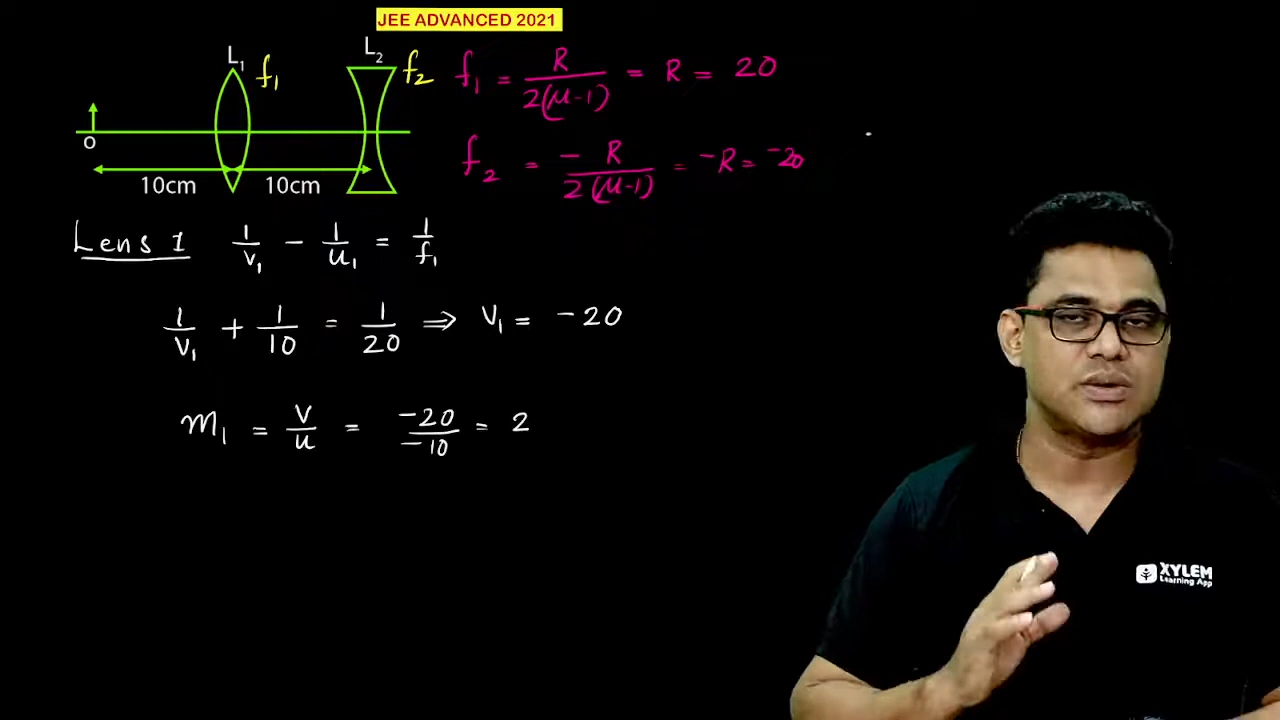 JEE ADVANCED 2021
L₁ f₁ L₂ f₂
O
10cm 10cm
f₁ = R/2(μ-1) = R = 20
f₂ = -R/2(μ-1) = -R = -20
Lens 1 1/v₁ - 1/u₁ = 1/f₁
1/v₁ + 1/10 = 1/20 ⇒ v₁ = -20
m₁ = v/u = -20/-10 = 2
XYLEM
Learning App